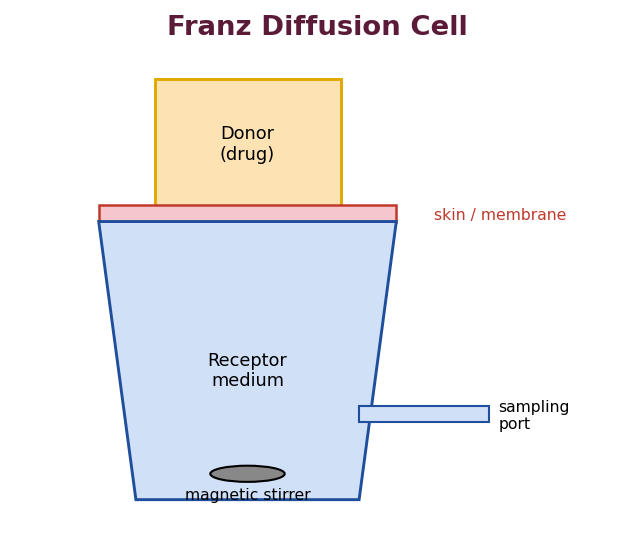 Franz Diffusion Cell
Donor
(drug)
skin / membrane
Receptor
medium
sampling
port
magnetic stirrer